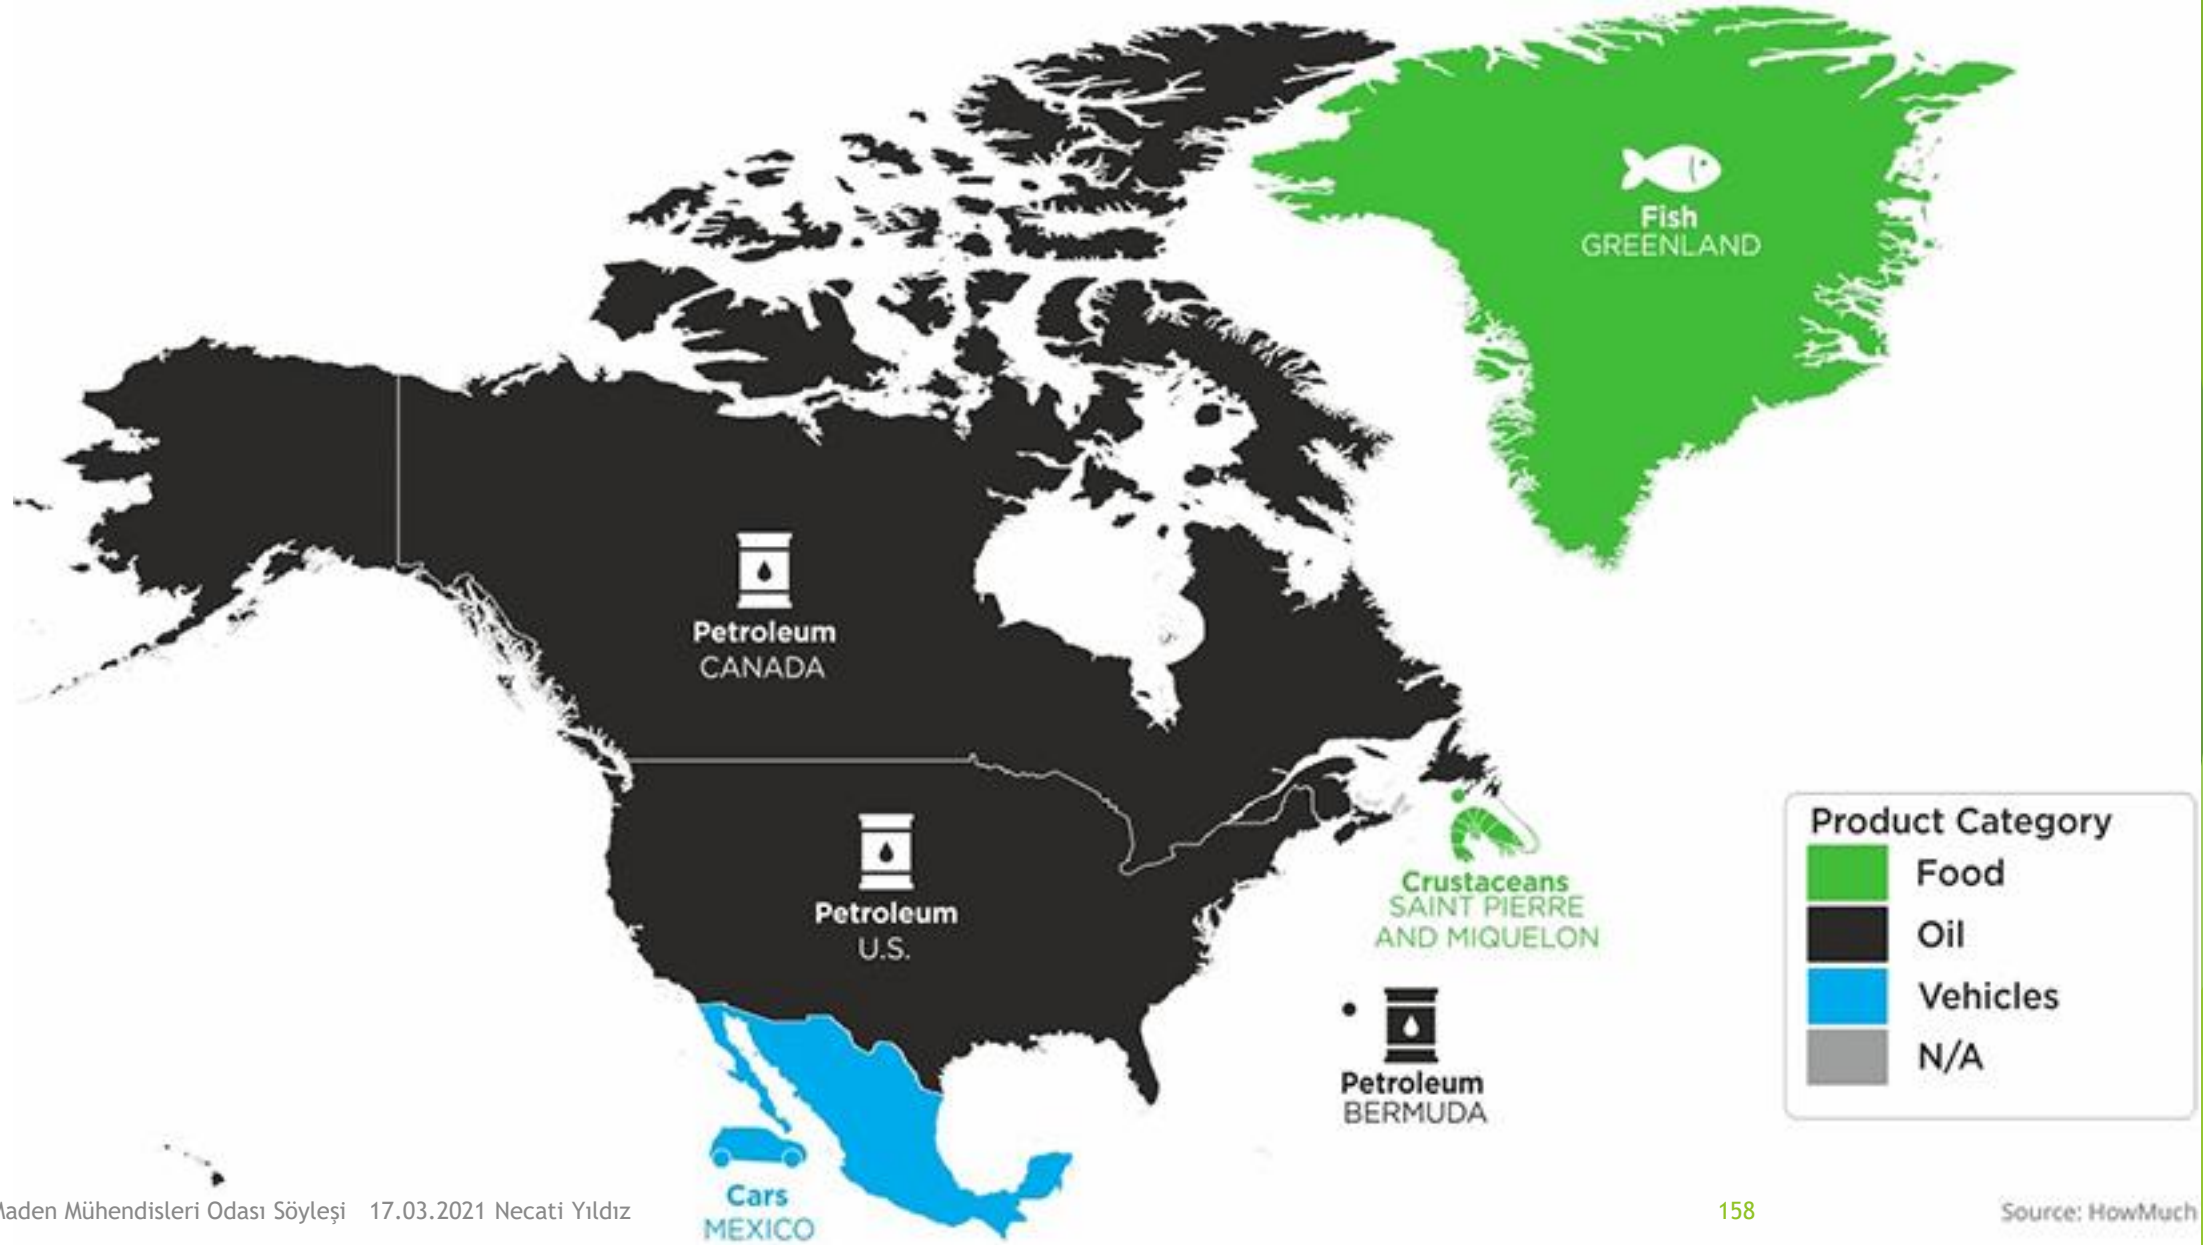 Fish
GREENLAND
Petroleum
CANADA
Petroleum
U.S.
Crustaceans
SAINT PIERRE
AND MIQUELON
Petroleum
BERMUDA
Cars
MEXICO
Product Category
Food
Oil
Vehicles
N/A
Maden Mühendisleri Odası Söyleşi 17.03.2021 Necati Yıldız
158
Source: HowMuch